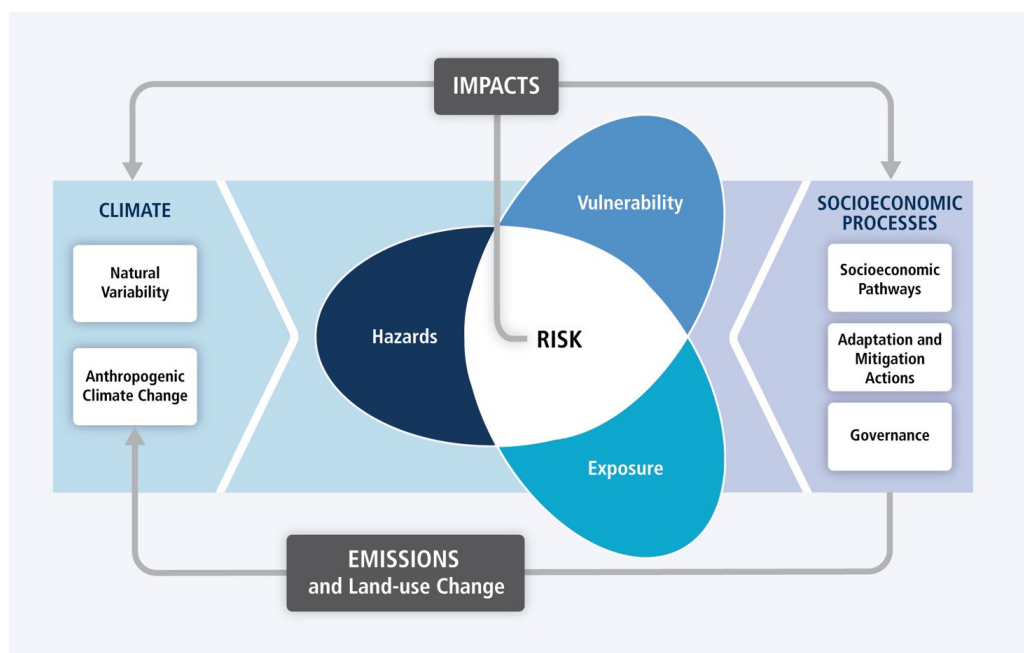 IMPACTS
CLIMATE
Natural
Variability
Anthropogenic
Climate Change
Vulnerability
Hazards
RISK
Exposure
SOCIOECONOMIC
PROCESSES
Socioeconomic
Pathways
Adaptation and
Mitigation
Actions
Governance
EMISSIONS
and Land-use Change